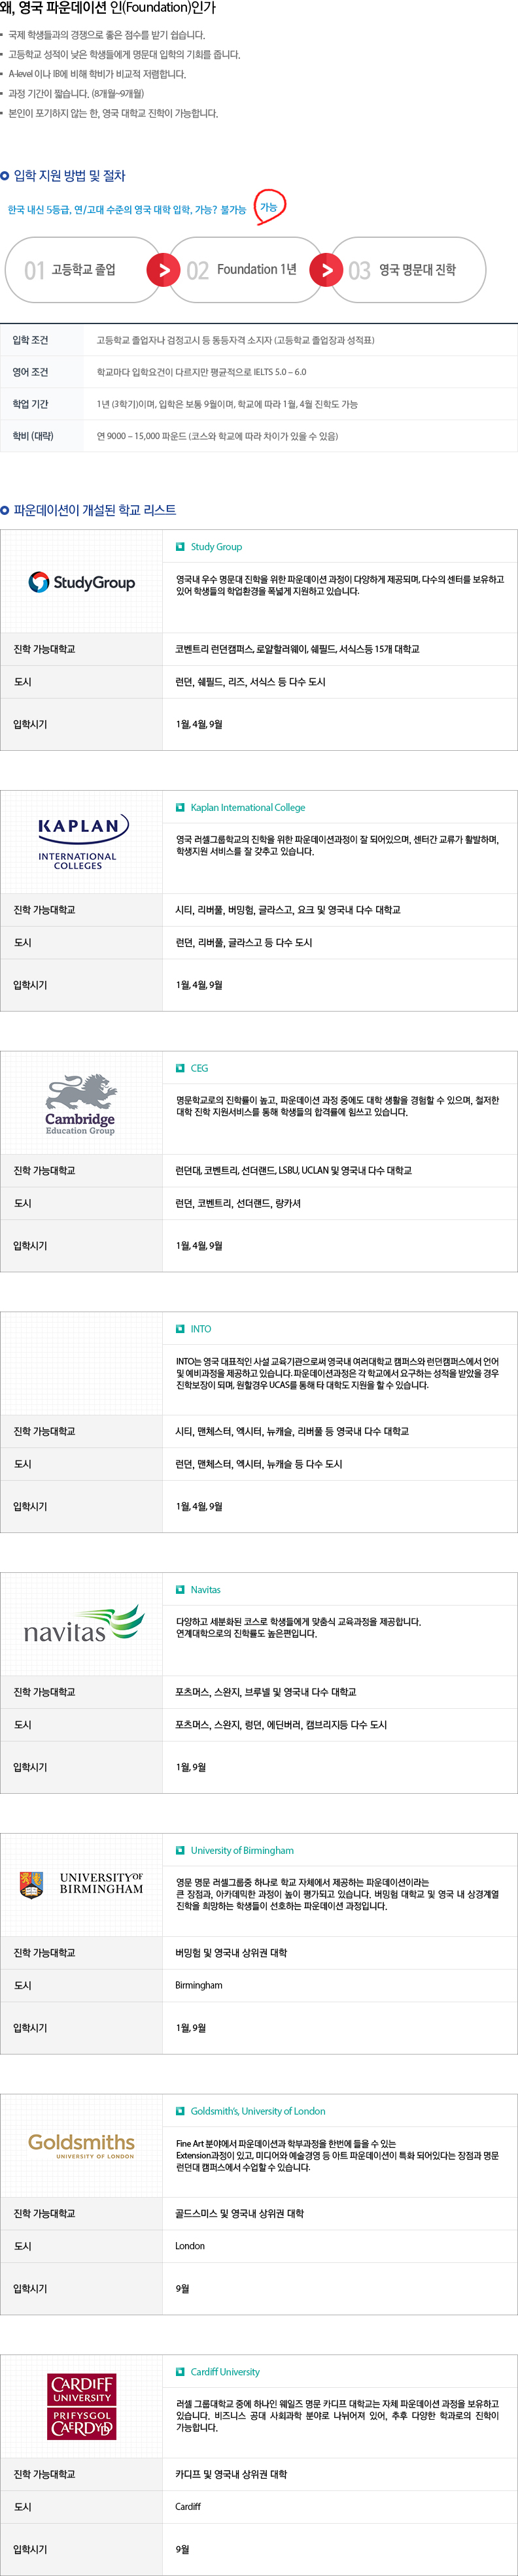 왜, 영국 파운데이션 인(Foundation)인가
국제 학생들과의 경쟁으로 좋은 점수를 받기 쉽습니다.
고등학교 성적이 낮은 학생들에게 명문대 입학의 기회를 줍니다.
A-level 이나 IB에 비해 학비가 비교적 저렴합니다.
과정 기간이 짧습니다. (8개월~9개월)
본인이 포기하지 않는 한, 영국 대학교 진학이 가능합니다.
입학 지원 방법 및 절차
한국 내신 5등급, 연/고대 수준의 영국 대학 입학, 가능? 불가능 가능
01 고등학교 졸업 > 02 Foundation 1년 > 03 영국 명문대 진학
입학 조건 고등학교 졸업자나 검정고시 등 동등자격 소지자 (고등학교 졸업장과 성적표)
영어 조건 학교마다 입학요건이 다르지만 평균적으로 IELTS 5.0 – 6.0
학업 기간 1년 (3학기)이며, 입학은 보통 9월이며, 학교에 따라 1월, 4월 진학도 가능
학비 (대략) 연 9000 – 15,000 파운드 (코스와 학교에 따라 차이가 있을 수 있음)
파운데이션이 개설된 학교 리스트
StudyGroup
Study Group
영국내 우수 명문대 진학을 위한 파운데이션 과정이 다양하게 제공되며, 다수의 센터를 보유하고
있어 학생들의 학업환경을 폭넓게 지원하고 있습니다.
진학 가능대학교 코벤트리 런던캠퍼스, 로얄할러웨이, 쉐필드, 서식스등 15개 대학교
도시 런던, 쉐필드, 리즈, 서식스 등 다수 도시
입학시기 1월, 4월, 9월
KAPLAN
INTERNATIONAL
COLLEGES
Kaplan International College
영국 러셀그룹학교의 진학을 위한 파운데이션과정이 잘 되어있으며, 센터간 교류가 활발하며,
학생지원 서비스를 잘 갖추고 있습니다.
진학 가능대학교 시티, 리버풀, 버밍험, 글라스고, 요크 및 영국내 다수 대학교
도시 런던, 리버풀, 글라스고 등 다수 도시
입학시기 1월, 4월, 9월
Cambridge
Education Group
CEG
명문학교로의 진학률이 높고, 파운데이션 과정 중에도 대학 생활을 경험할 수 있으며, 철저한
대학 진학 지원서비스를 통해 학생들의 합격률에 힘쓰고 있습니다.
진학 가능대학교 런던대, 코벤트리, 선더랜드, LSBU, UCLAN 및 영국내 다수 대학교
도시 런던, 코벤트리, 선더랜드, 랑카셔
입학시기 1월, 4월, 9월
INTO
INTO는 영국 대표적인 사설 교육기관으로써 영국내 여러대학교 캠퍼스와 런던캠퍼스에서 언어
및 예비과정을 제공하고 있습니다. 파운데이션과정은 각 학교에서 요구하는 성적을 받았을 경우
진학보장이 되며, 원할경우 UCAS를 통해 타 대학도 지원을 할 수 있습니다.
진학 가능대학교 시티, 맨체스터, 엑시터, 뉴캐슬, 리버풀 등 영국내 다수 대학교
도시 런던, 맨체스터, 엑시터, 뉴캐슬 등 다수 도시
입학시기 1월, 4월, 9월
navitas
Navitas
다양하고 세분화된 코스로 학생들에게 맞춤식 교육과정을 제공합니다.
연계대학으로의 진학률도 높은편입니다.
진학 가능대학교 포츠머스, 스완지, 브루넬 및 영국내 다수 대학교
도시 포츠머스, 스완지, 렁던, 에딘버러, 캠브리지등 다수 도시
입학시기 1월, 9월
UNIVERSITY OF
BIRMINGHAM
University of Birmingham
영문 명문 러셀그룹중 하나로 학교 자체에서 제공하는 파운데이션이라는
큰 장점과, 아카데믹한 과정이 높이 평가되고 있습니다. 버밍험 대학교 및 영국 내 상경계열
진학을 희망하는 학생들이 선호하는 파운데이션 과정입니다.
진학 가능대학교 버밍험 및 영국내 상위권 대학
도시 Birmingham
입학시기 1월, 9월
Goldsmiths
UNIVERSITY OF LONDON
Goldsmith's, University of London
Fine Art 분야에서 파운데이션과 학부과정을 한번에 들을 수 있는
Extension과정이 있고, 미디어와 예술경영 등 아트 파운데이션이 특화 되어있다는 장점과 명문
런던대 캠퍼스에서 수업할 수 있습니다.
진학 가능대학교 골드스미스 및 영국내 상위권 대학
도시 London
입학시기 9월
CARDIFF
UNIVERSITY
PRIFYSGOL
CAERDYDD
Cardiff University
러셀 그룹대학교 중에 하나인 웨일즈 명문 카디프 대학교는 자체 파운데이션 과정을 보유하고
있습니다. 비즈니스 공대 사회과학 분야로 나뉘어져 있어, 추후 다양한 학과로의 진학이
가능합니다.
진학 가능대학교 카디프 및 영국내 상위권 대학
도시 Cardiff
입학시기 9월